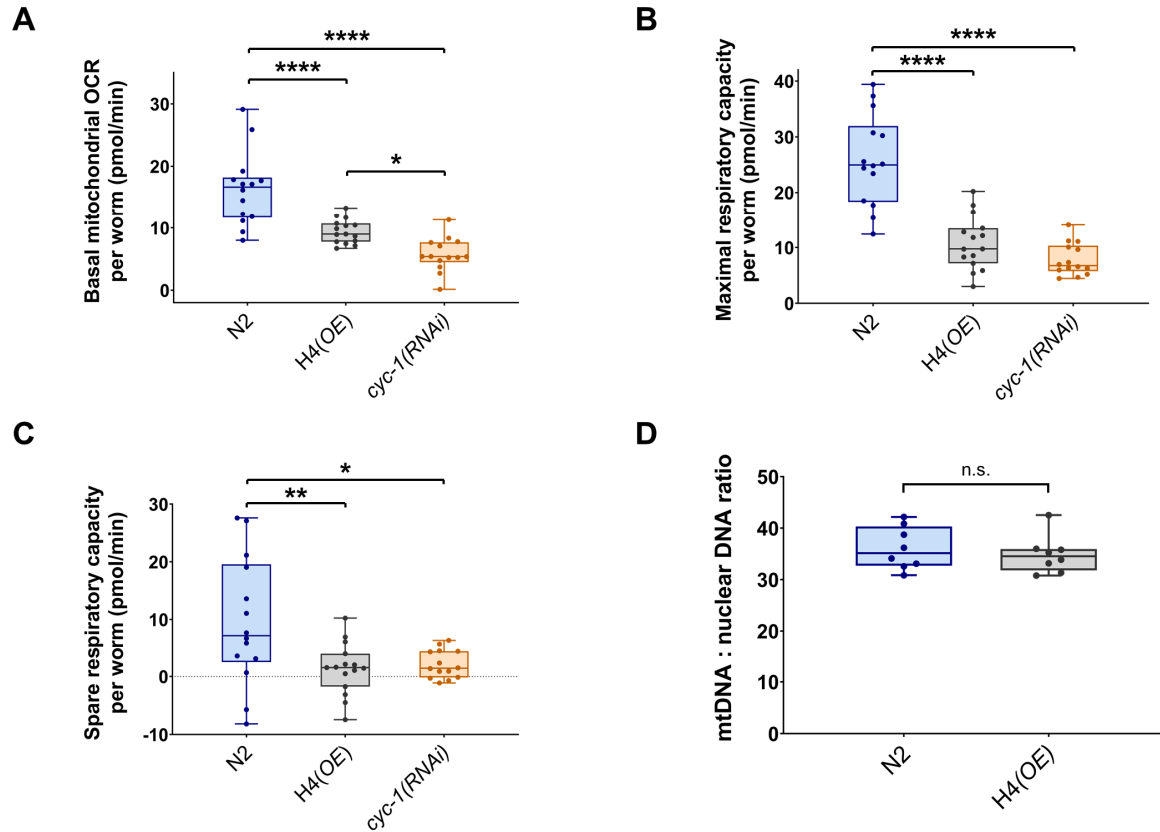 A
Basal mitochondrial OCR
per worm (pmol/min)
30
20
10
0
****
****
*
N2
H4(OE)
cyc-1(RNAi)
B
Maximal respiratory capacity
per worm (pmol/min)
40
30
20
10
0
****
****
N2
H4(OE)
cyc-1(RNAi)
C
Spare respiratory capacity
per worm (pmol/min)
30
20
10
0
-10
*
**
N2
H4(OE)
cyc-1(RNAi)
D
mtDNA : nuclear DNA ratio
50
40
30
20
10
0
n.s.
N2
H4(OE)